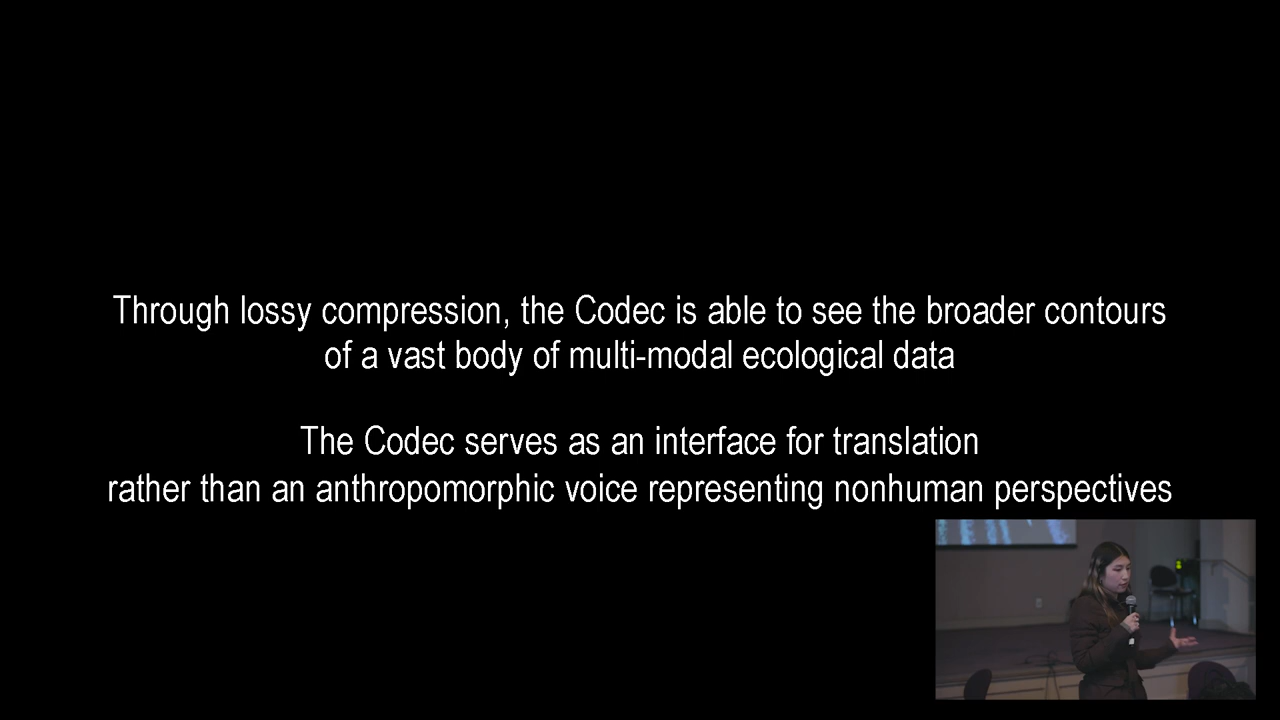 Through lossy compression, the Codec is able to see the broader contours
of a vast body of multi-modal ecological data
The Codec serves as an interface for translation
rather than an anthropomorphic voice representing nonhuman perspectives